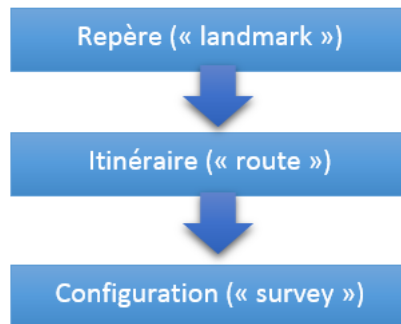 Repère (« landmark »)
Itinéraire (« route »)
Configuration (« survey »)